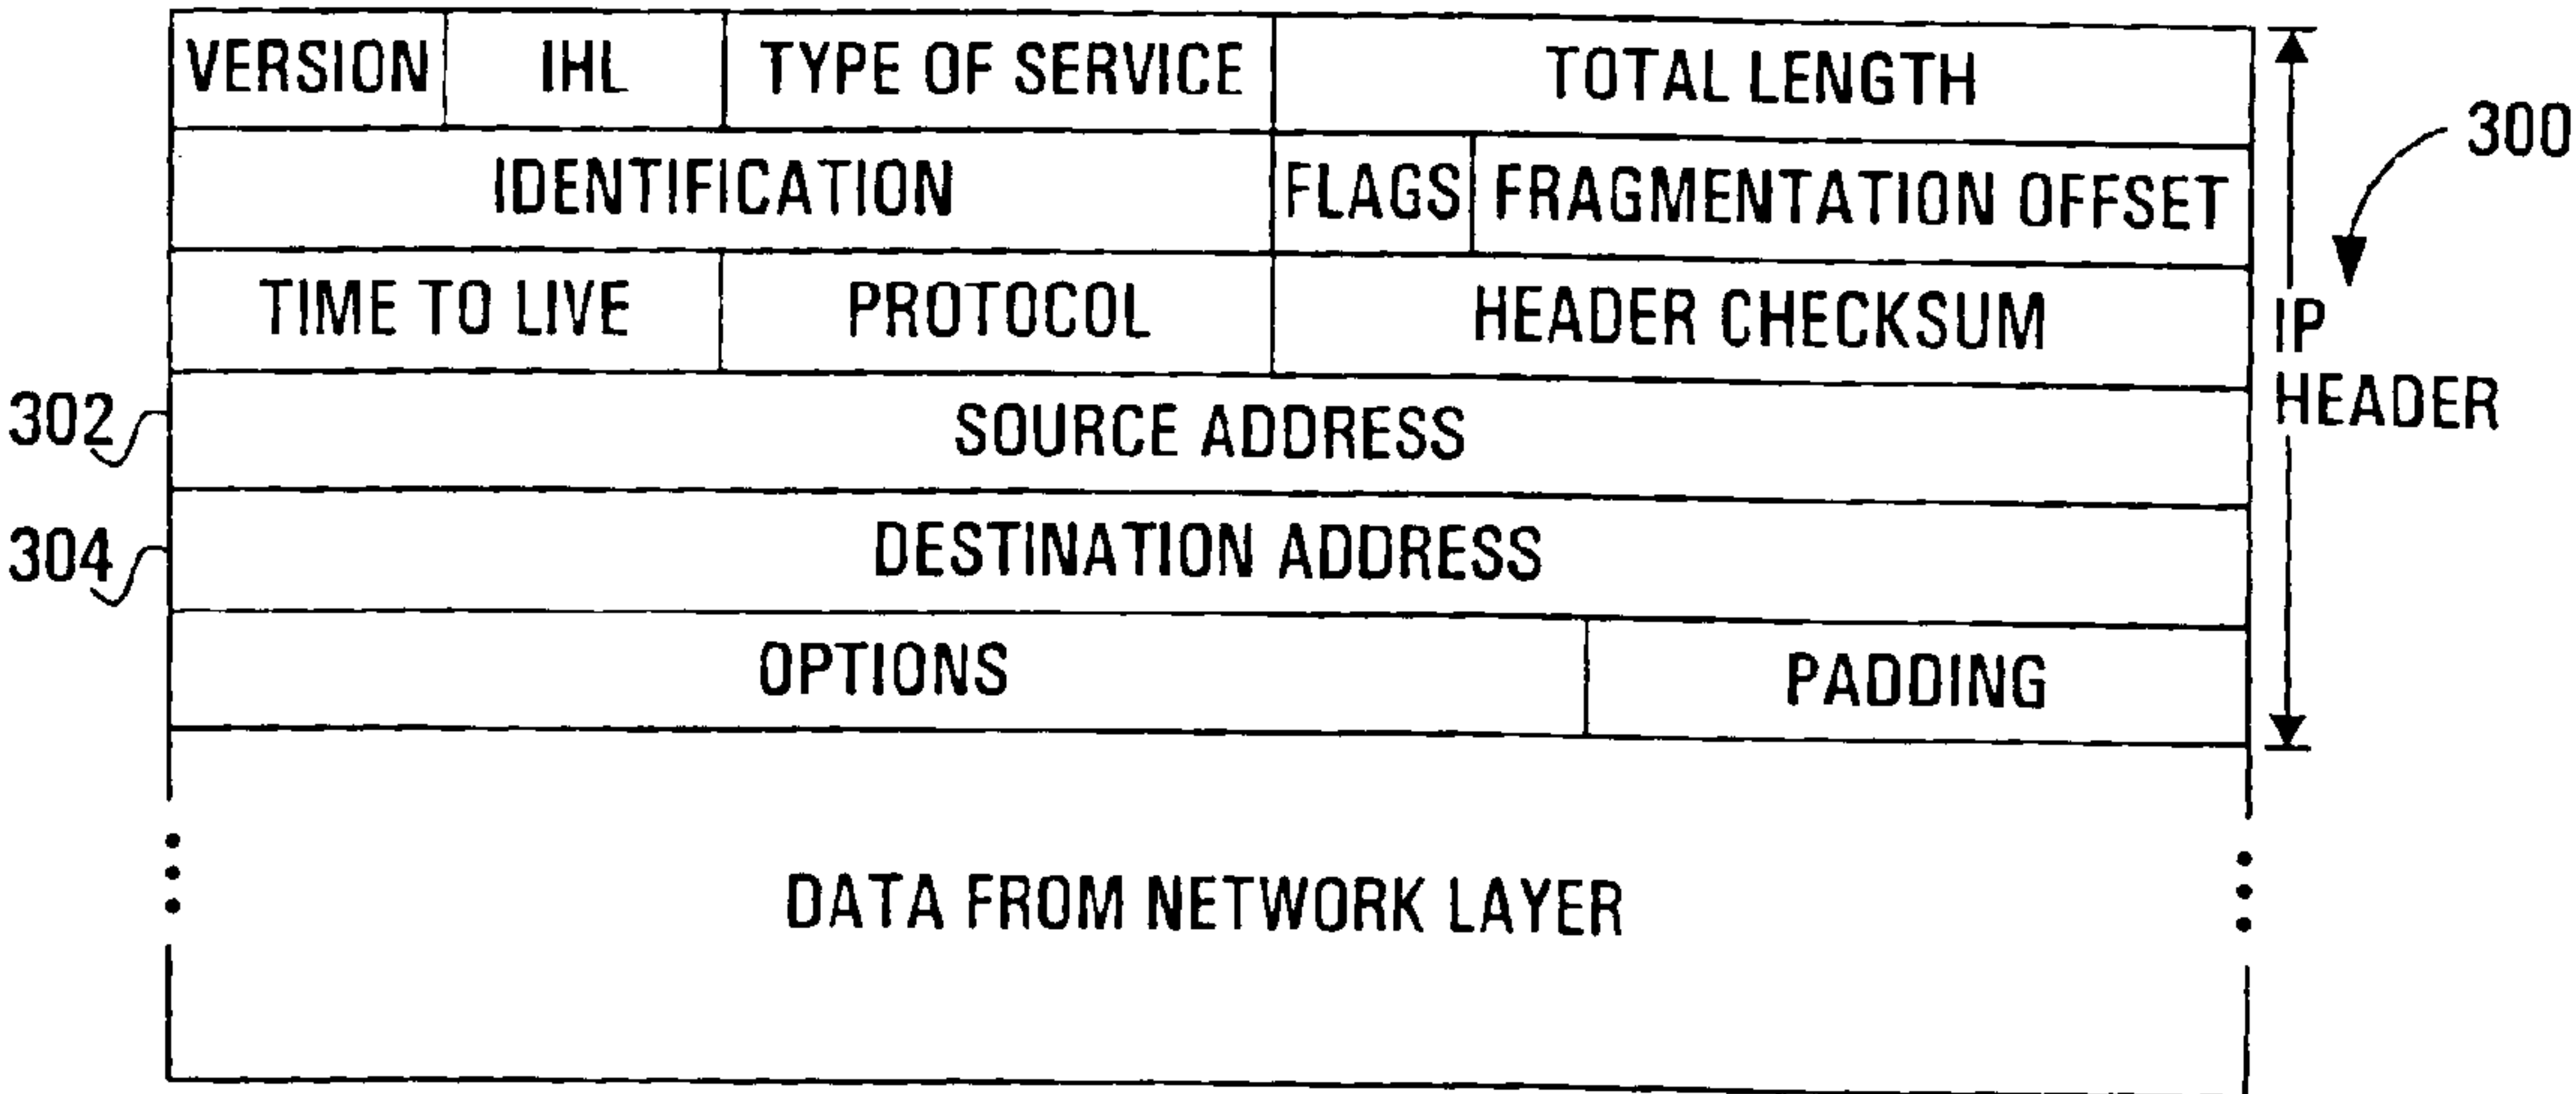 VERSION IHL TYPE OF SERVICE TOTAL LENGTH
IDENTIFICATION FLAGS FRAGMENTATION OFFSET
TIME TO LIVE PROTOCOL HEADER CHECKSUM
SOURCE ADDRESS
DESTINATION ADDRESS
OPTIONS PADDING
DATA FROM NETWORK LAYER
302
304
IP
HEADER
300